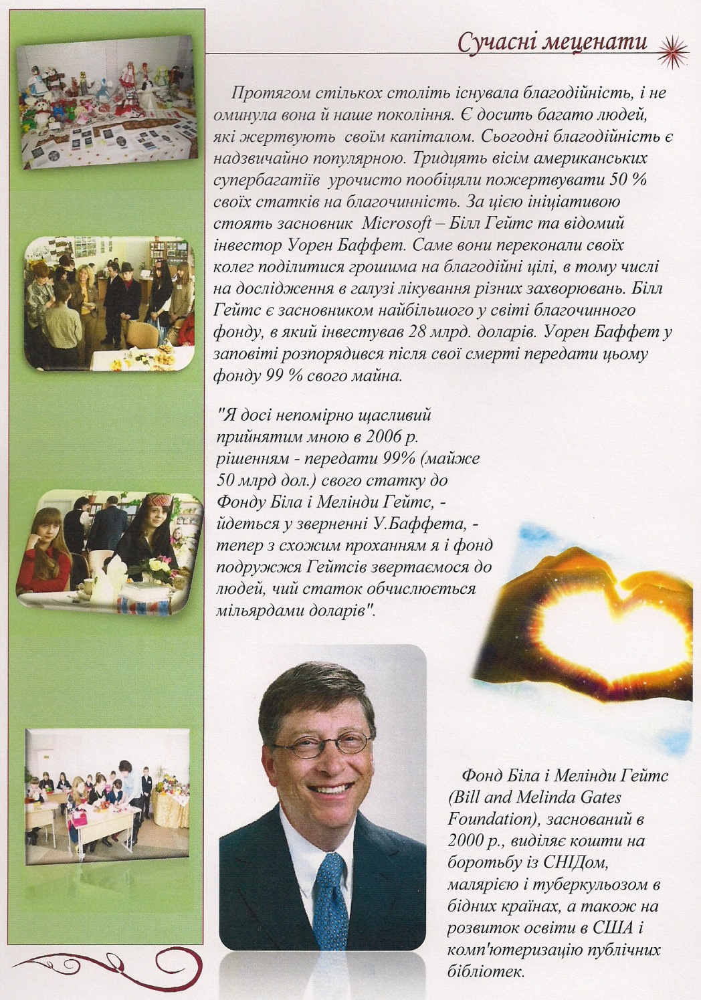 Сучасні меценати
Протягом стількох століть існувала благодійність, і не
оминула вона й наше покоління. Є досить багато людей,
які жертвують своїм капіталом. Сьогодні благодійність є
надзвичайно популярною. Тридцять вісім американських
супербагатіїв урочисто пообіцяли пожертвувати 50 %
своїх статків на благочинність. За цією ініціативою
стоять засновник Microsoft – Білл Гейтс та відомий
інвестор Уорен Баффет. Саме вони переконали своїх
колег поділитися грошима на благодійні цілі, в тому числі
на дослідження в галузі лікування різних захворювань. Білл
Гейтс є засновником найбільшого у світі благочинного
фонду, в який інвестував 28 млрд. доларів. Уорен Баффет у
заповіті розпорядився після свої смерті передати цьому
фонду 99 % свого майна.
"Я досі непомірно щасливий
прийнятим мною в 2006 р.
рішенням - передати 99% (майже
50 млрд дол.) свого статку до
Фонду Біла і Мелінди Гейтс, -
йдеться у зверненні У.Баффета, -
тепер з схожим проханням я і фонд
подружжя Гейтсів звертаємося до
людей, чий статок обчислюється
мільярдами доларів".
Фонд Біла і Мелінди Гейтс
(Bill and Melinda Gates
Foundation), заснований в
2000 р., виділяє кошти на
боротьбу із СНІДом,
малярією і туберкульозом в
бідних країнах, а також на
розвиток освіти в США і
комп'ютеризацію публічних
бібліотек.